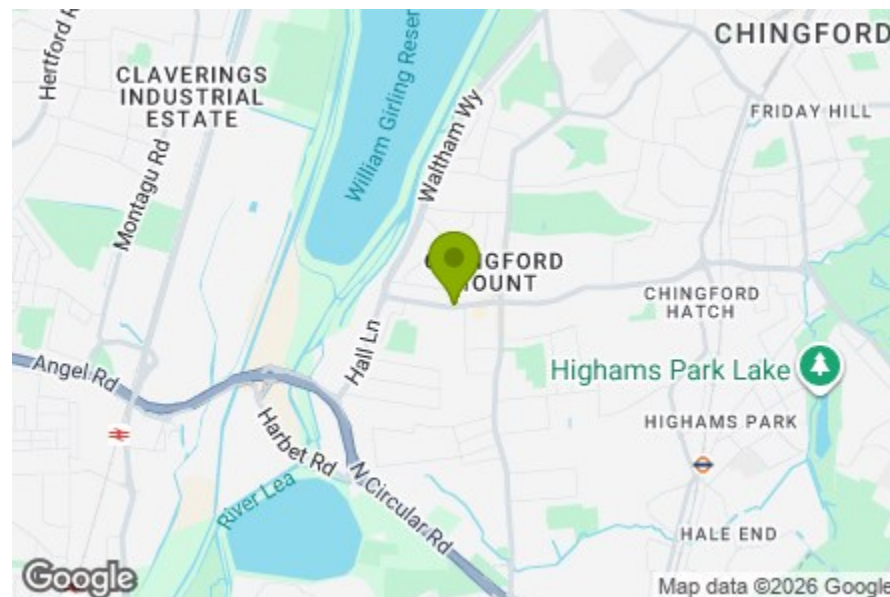 Hertford R
CLAVERINGS
INDUSTRIAL
ESTATE
Montagu Rd
William Girling Reser
Waltham Wy
CHINGFORD
FRIDAY HILL
NGFORD
OUNT
CHINGFORD
HATCH
Hall Ln
Angel Rd
Highams Park Lake
HIGHAMS PARK
Harbet Rd
River Lea
N Circular Rd
HALE END
Google
Map data ©2026 Google